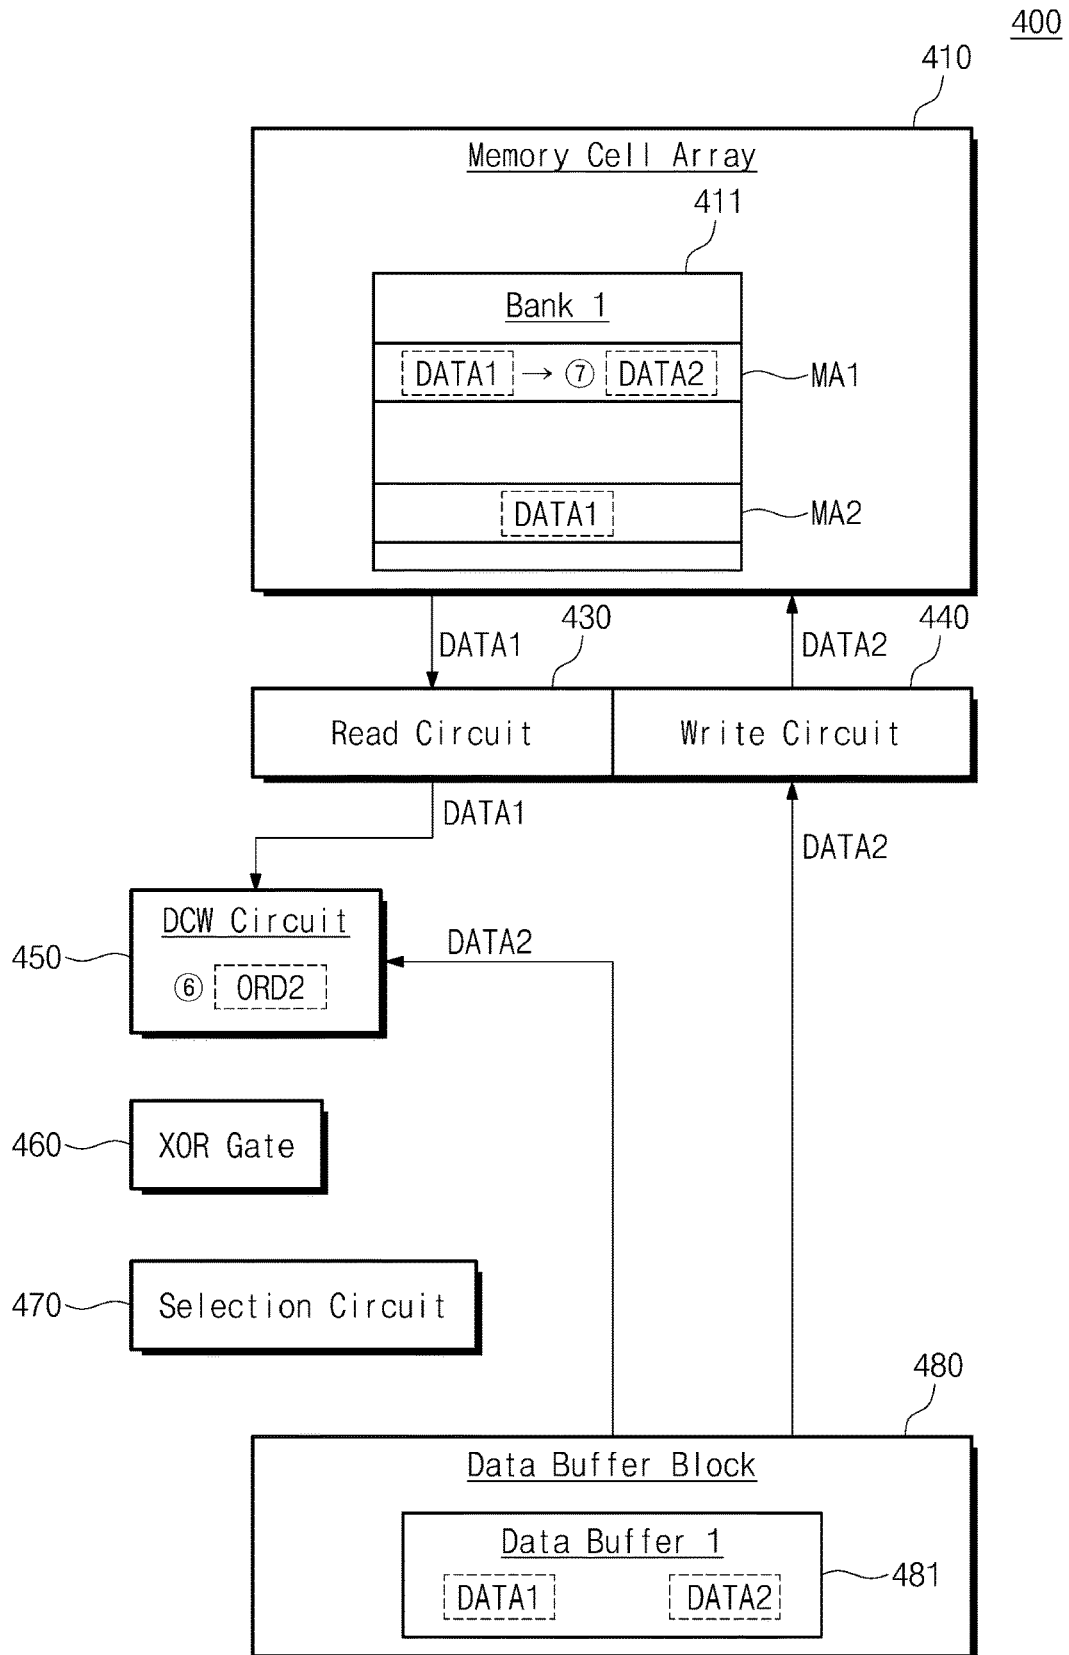 400
410
Memory Cell Array
411
Bank 1
DATA1 → ⑦ DATA2
MA1
DATA1
MA2
430
440
DATA1
DATA2
Read Circuit
Write Circuit
DATA1
DATA2
DCW Circuit
450
DATA2
⑥ ORD2
460
XOR Gate
470
Selection Circuit
480
Data Buffer Block
Data Buffer 1
481
DATA1
DATA2